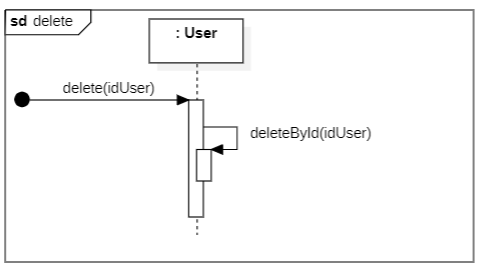 sd delete
: User
delete(idUser)
deleteById(idUser)